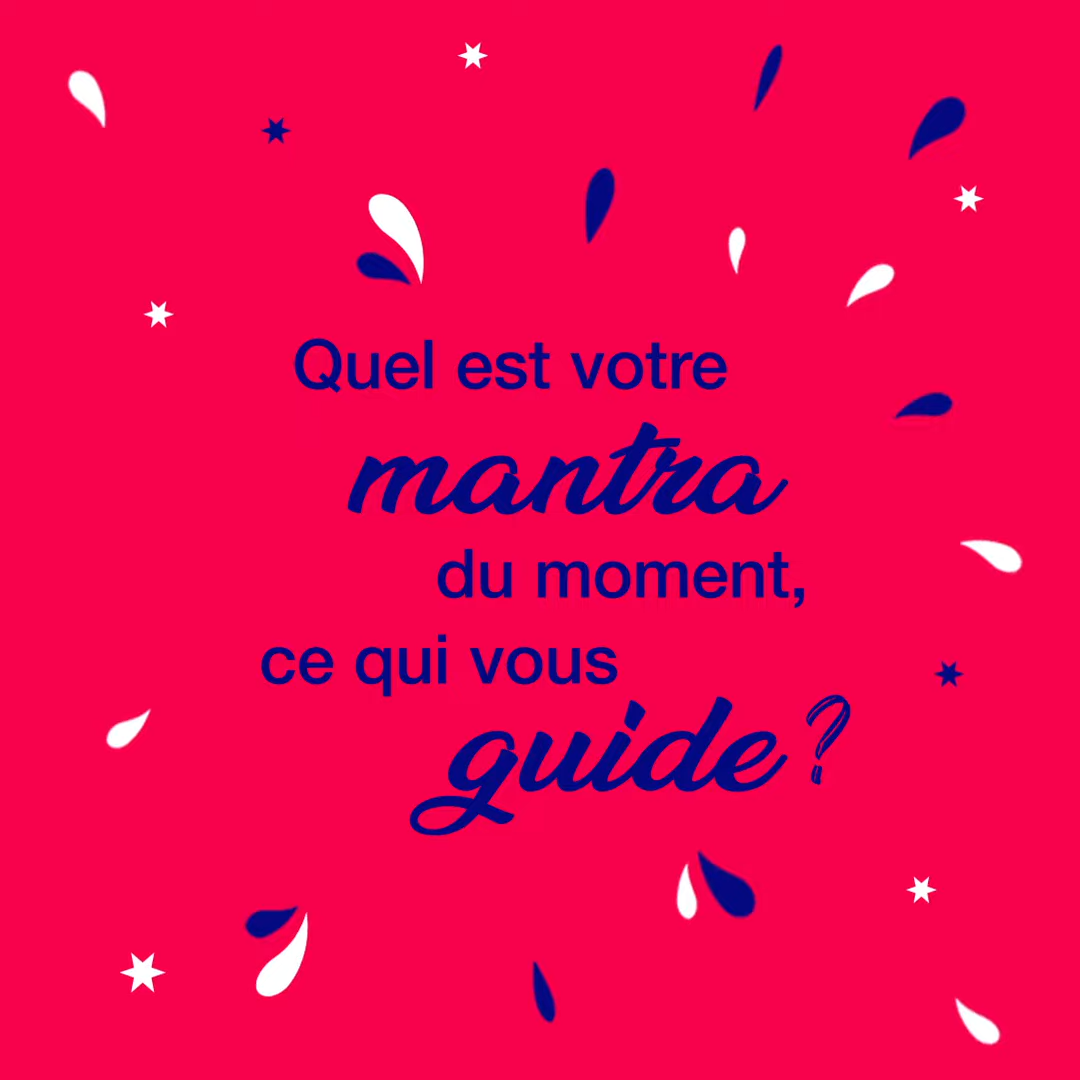 Quel est votre
mantra
du moment,
ce qui vous
guide ?